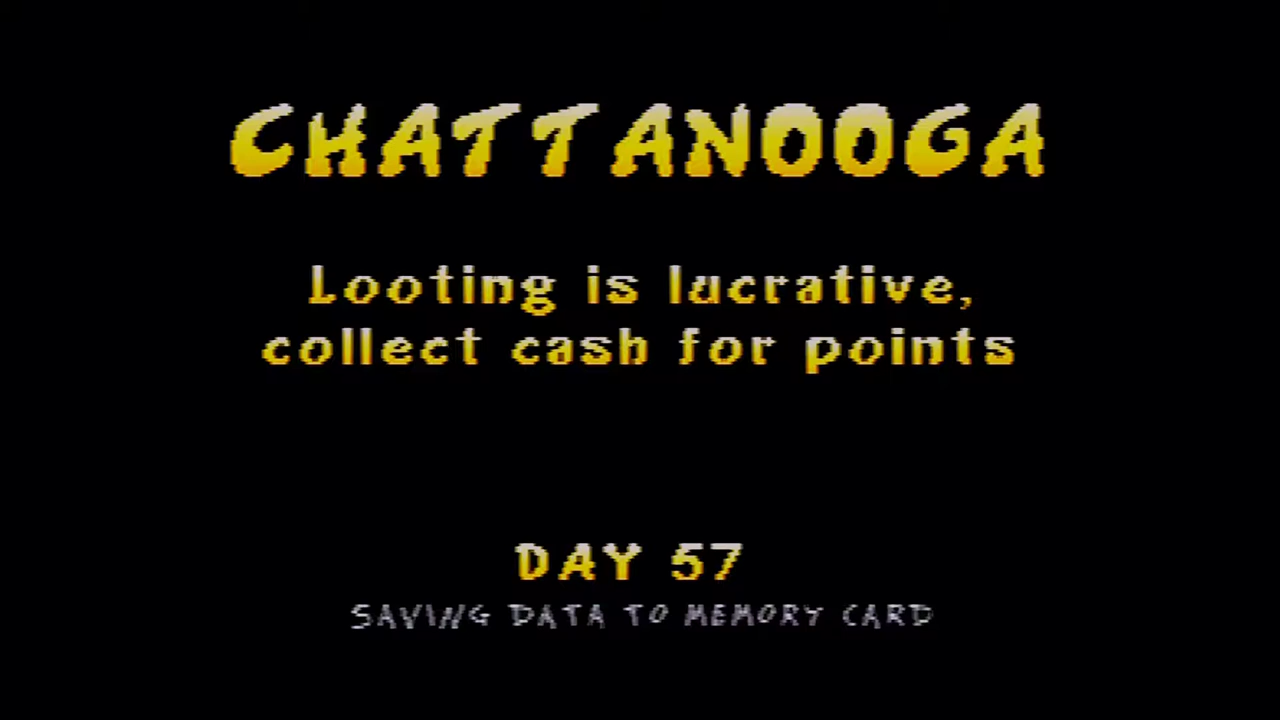 CHATTANOOGA
Looting is lucrative,
collect cash for points
DAY 57
SAVING DATA TO MEMORY CARD